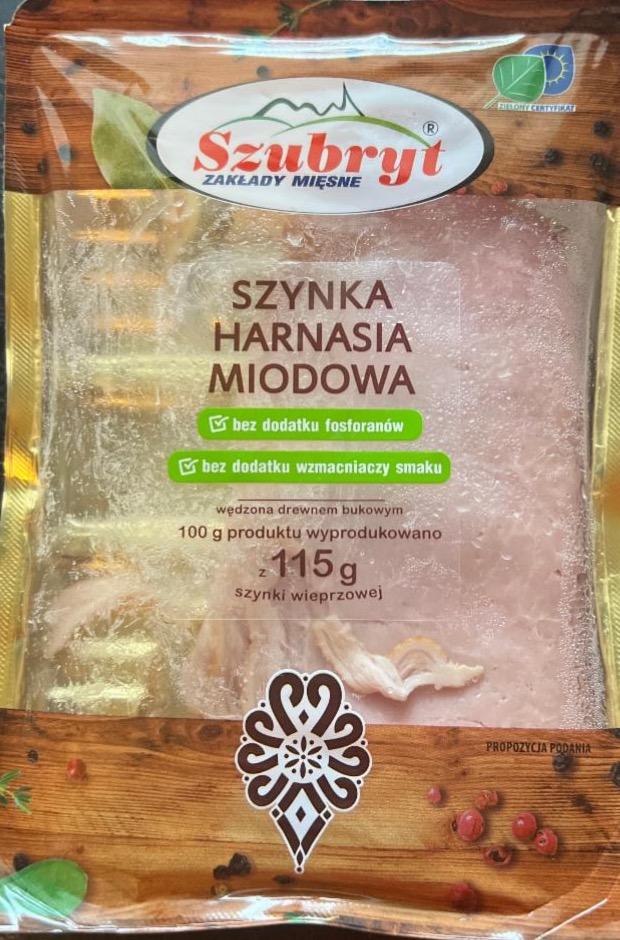 ZIELONY CERTYFIKAT
Szubryt®
ZAKŁADY MIĘSNE
SZYNKA
HARNASIA
MIODOWA
bez dodatku fosforanów
bez dodatku wzmacniaczy smaku
wędzona drewnem bukowym
100 g produktu wyprodukowano
z 115 g
szynki wieprzowej
PROPOZYCJA PODANIA